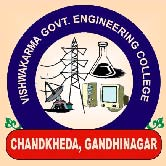 VISHWAKARMA GOVT. ENGINEERING COLLEGE
CHANDKHEDA, GANDHINAGAR